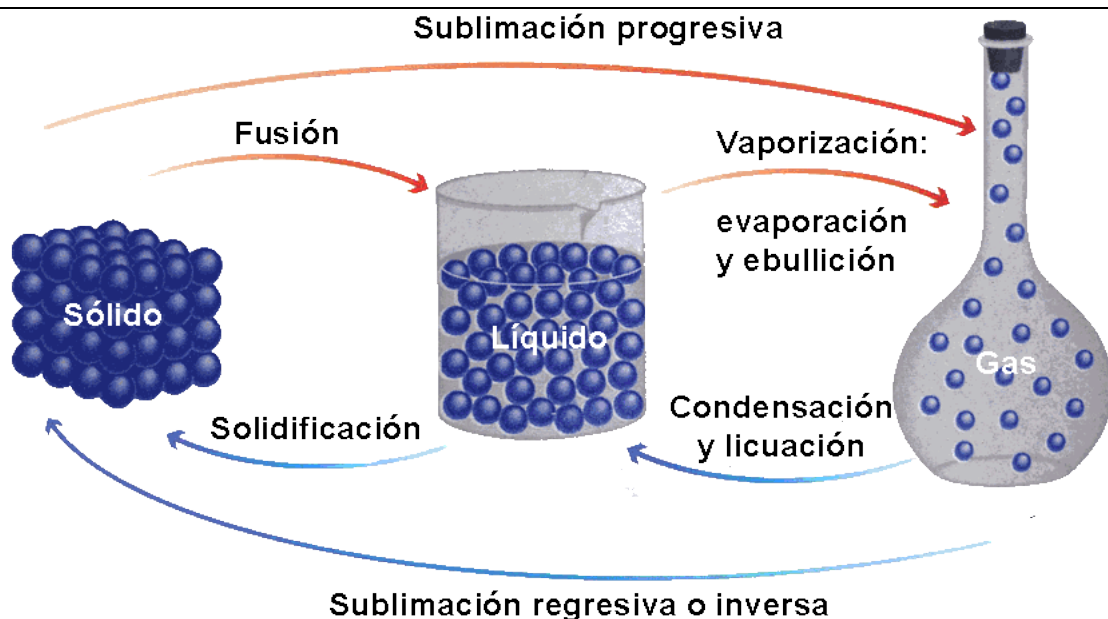 Sublimación progresiva
Fusión
Vaporización:
evaporación
y ebullición
Sólido
Líquido
Gas
Solidificación
Condensación
y licuación
Sublimación regresiva o inversa